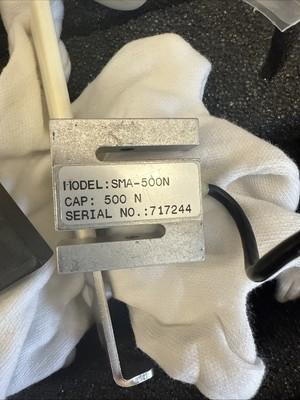 MODEL:SMA-500N
CAP: 500 N
SERIAL NO.:717244